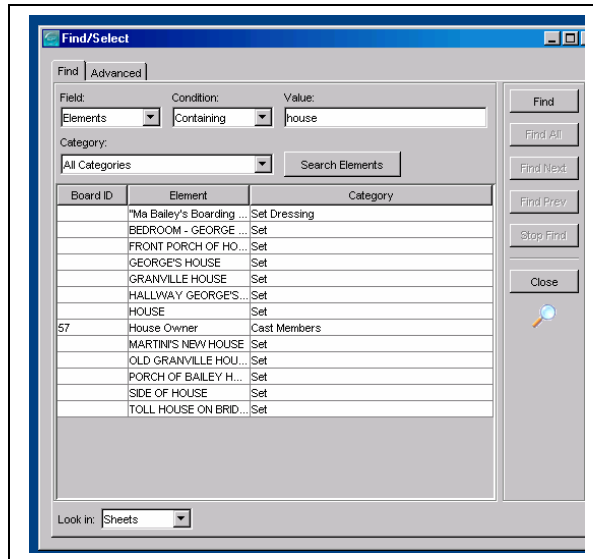 Find/Select
Find Advanced
Field: Condition: Value:
Elements Containing house
Category:
All Categories Search Elements
Board ID Element Category
"Ma Bailey's Boarding ... Set Dressing
BEDROOM - GEORGE ... Set
FRONT PORCH OF HO... Set
GEORGE'S HOUSE Set
GRANVILLE HOUSE Set
HALLWAY GEORGE'S... Set
HOUSE Set
57 House Owner Cast Members
MARTINI'S NEW HOUSE Set
OLD GRANVILLE HOU... Set
PORCH OF BAILEY H... Set
SIDE OF HOUSE Set
TOLL HOUSE ON BRID... Set
Look in: Sheets
Find
Find All
Find Next
Find Prev
Stop Find
Close